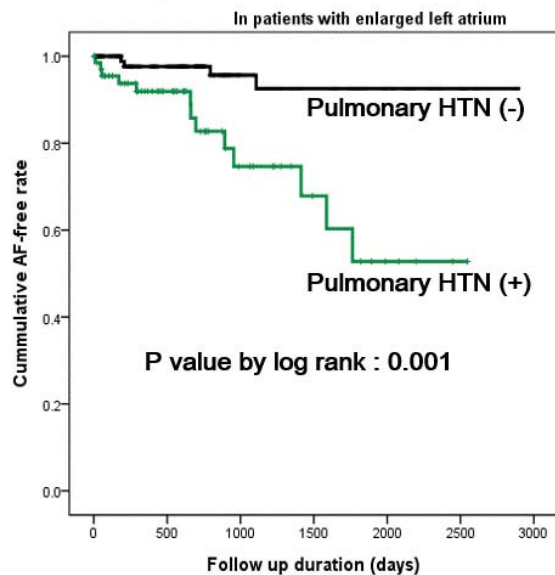 In patients with enlarged left atrium
1.0
Pulmonary HTN (-)
0.8
0.6
Pulmonary HTN (+)
0.4
P value by log rank : 0.001
0.2
0.0
Cummulative AF-free rate
0 500 1000 1500 2000 2500 3000
Follow up duration (days)